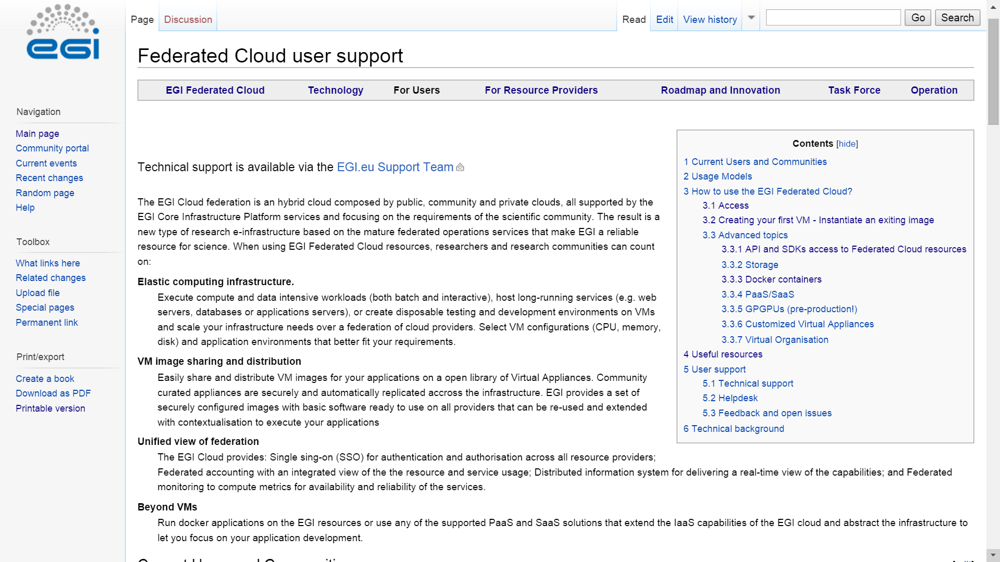 Page
Discussion
Read
Edit
View history
Go
Search
egi
Federated Cloud user support
EGI Federated Cloud
Technology
For Users
For Resource Providers
Roadmap and Innovation
Task Force
Operation
Navigation
Main page
Community portal
Current events
Recent changes
Random page
Help
Toolbox
What links here
Related changes
Upload file
Special pages
Permanent link
Print/export
Create a book
Download as PDF
Printable version
Technical support is available via the EGI.eu Support Team
The EGI Cloud federation is an hybrid cloud composed by public, community and private clouds, all supported by the
EGI Core Infrastructure Platform services and focusing on the requirements of the scientific community. The result is a
new type of research e-infrastructure based on the mature federated operations services that make EGI a reliable
resource for science. When using EGI Federated Cloud resources, researchers and research communities can count
on:
Elastic computing infrastructure.
Execute compute and data intensive workloads (both batch and interactive), host long-running services (e.g. web
servers, databases or applications servers), or create disposable testing and development environments on VMs
and scale your infrastructure needs over a federation of cloud providers. Select VM configurations (CPU, memory,
disk) and application environments that better fit your requirements.
VM image sharing and distribution
Easily share and distribute VM images for your applications on a open library of Virtual Appliances. Community
curated appliances are securely and automatically replicated accross the infrastructure. EGI provides a set of
securely configured images with basic software ready to use on all providers that can be re-used and extended
with contextualisation to execute your applications
Unified view of federation
The EGI Cloud provides: Single sing-on (SSO) for authentication and authorisation across all resource providers;
Federated accounting with an integrated view of the the resource and service usage; Distributed information system for delivering a real-time view of the capabilities; and Federated
monitoring to compute metrics for availability and reliability of the services.
Beyond VMs
Run docker applications on the EGI resources or use any of the supported PaaS and SaaS solutions that extend the IaaS capabilities of the EGI cloud and abstract the infrastructure to
let you focus on your application development.
Contents [hide]
1 Current Users and Communities
2 Usage Models
3 How to use the EGI Federated Cloud?
3.1 Access
3.2 Creating your first VM - Instantiate an exiting image
3.3 Advanced topics
3.3.1 API and SDKs access to Federated Cloud resources
3.3.2 Storage
3.3.3 Docker containers
3.3.4 PaaS/SaaS
3.3.5 GPGPUs (pre-production!)
3.3.6 Customized Virtual Appliances
3.3.7 Virtual Organisation
4 Useful resources
5 User support
5.1 Technical support
5.2 Helpdesk
5.3 Feedback and open issues
6 Technical background